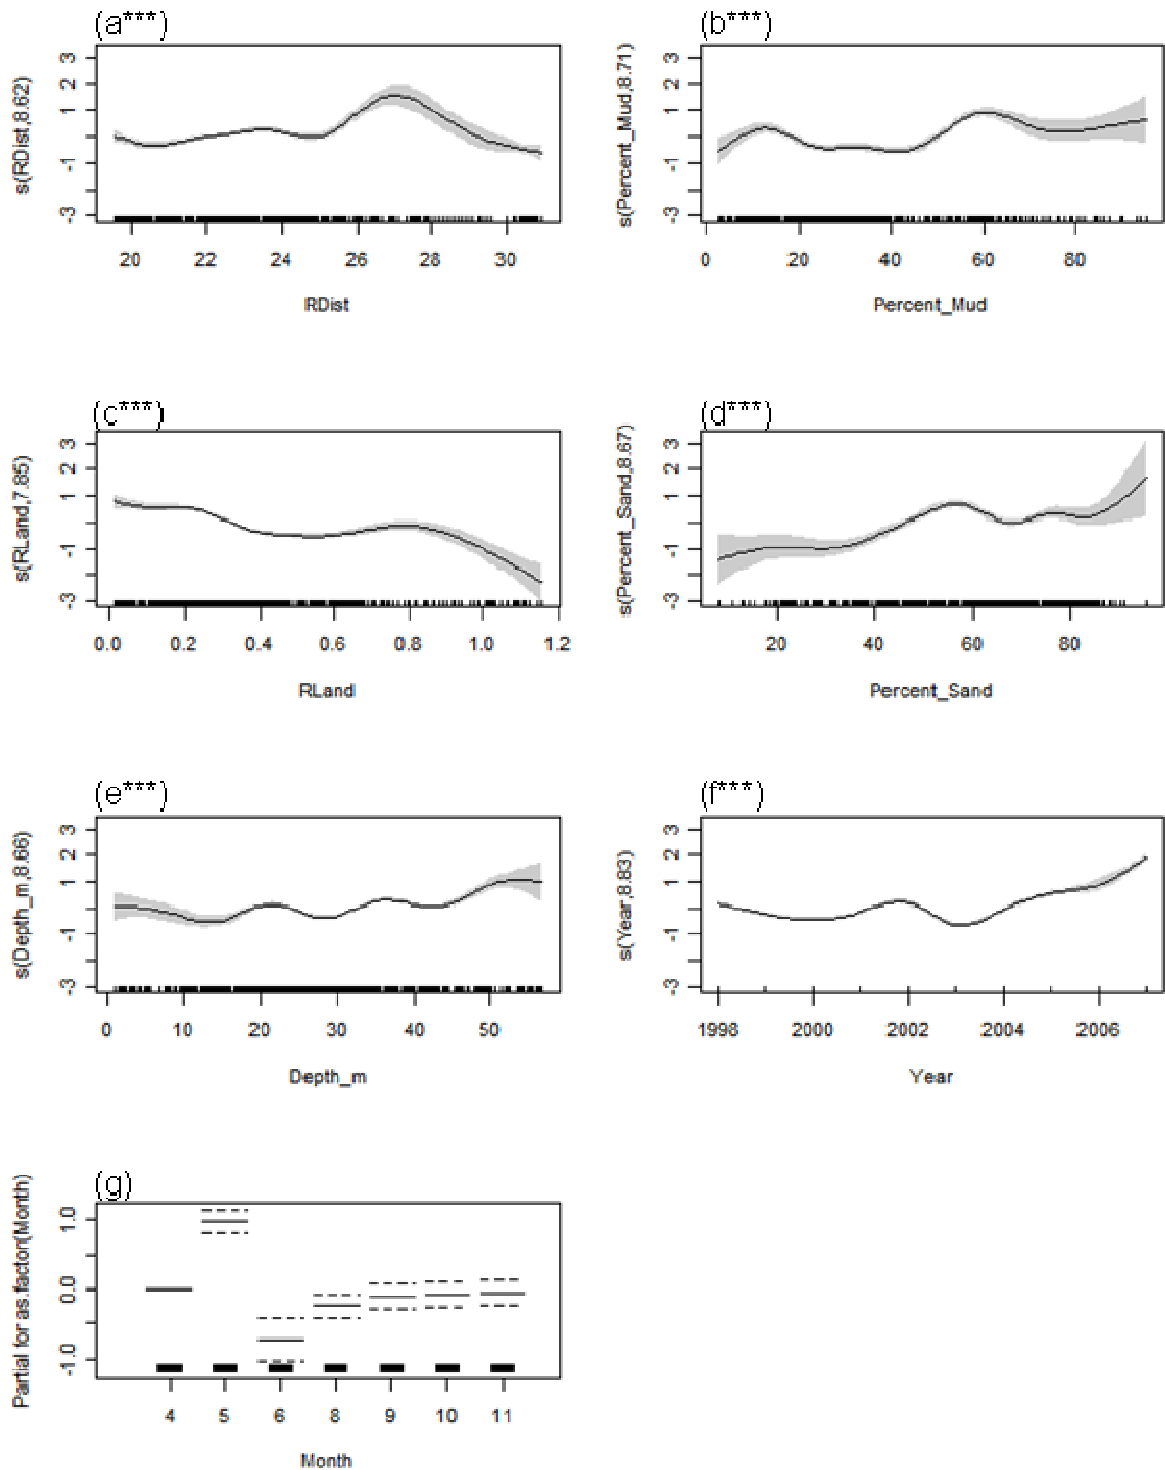 (a***)
s(RDist,8.62)
3
2
1
-1
-3
20 22 24 26 28 30
RDist
(b***)
s(Percent_Mud,8.71)
3
2
1
-1
-3
0 20 40 60 80
Percent_Mud
(c***)
s(RLand,7.85)
3
2
1
-1
-3
0.0 0.2 0.4 0.6 0.8 1.0 1.2
RLand
(d***)
s(Percent_Sand,8.67)
3
2
1
-1
-3
20 40 60 80
Percent_Sand
(e***)
s(Depth_m,8.66)
3
2
1
-1
-3
0 10 20 30 40 50
Depth_m
(f***)
s(Year,8.83)
3
2
1
-1
-3
1998 2000 2002 2004 2006
Year
(g)
Partial for as.factor(Month)
1.0
0.0
-1.0
4 5 6 8 9 10 11
Month